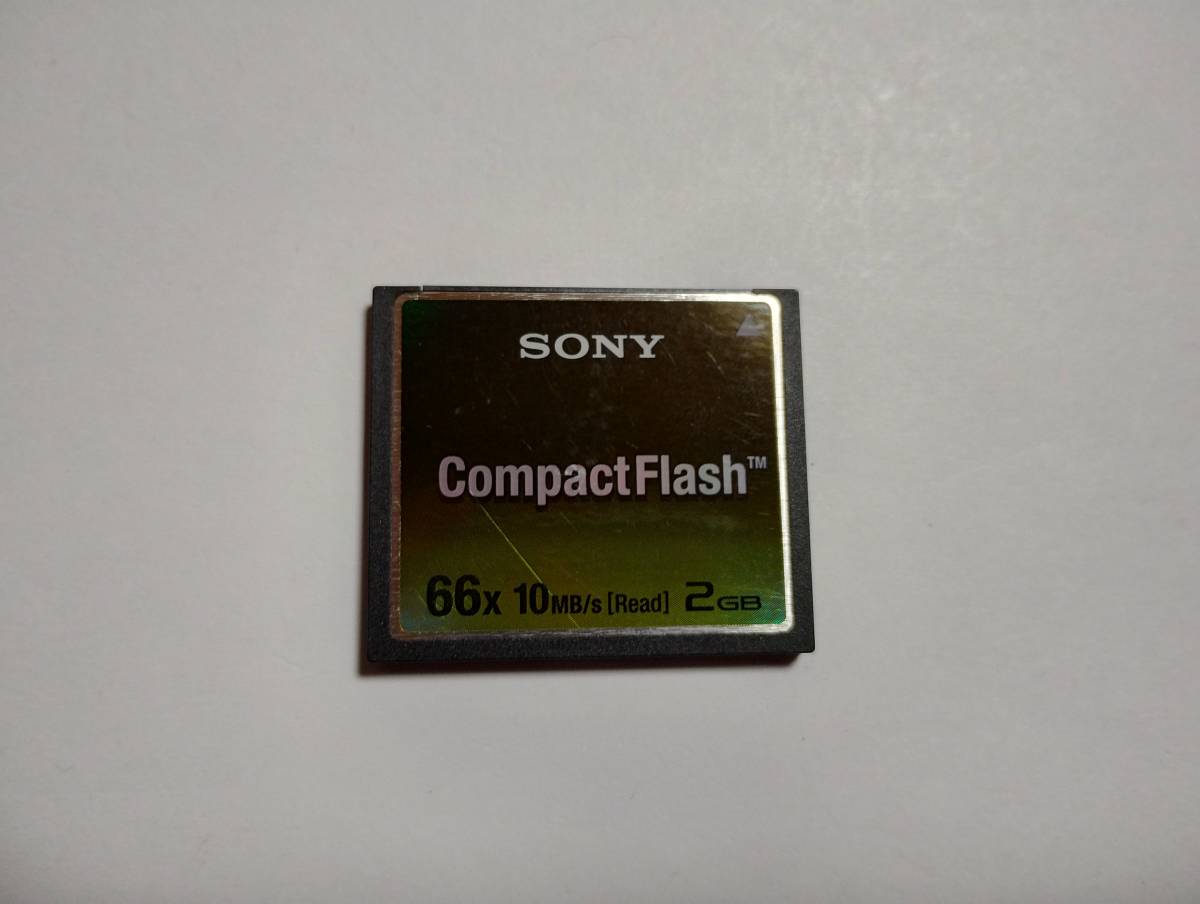 SONY
CompactFlash™
66x 10MB/s [Read] 2GB